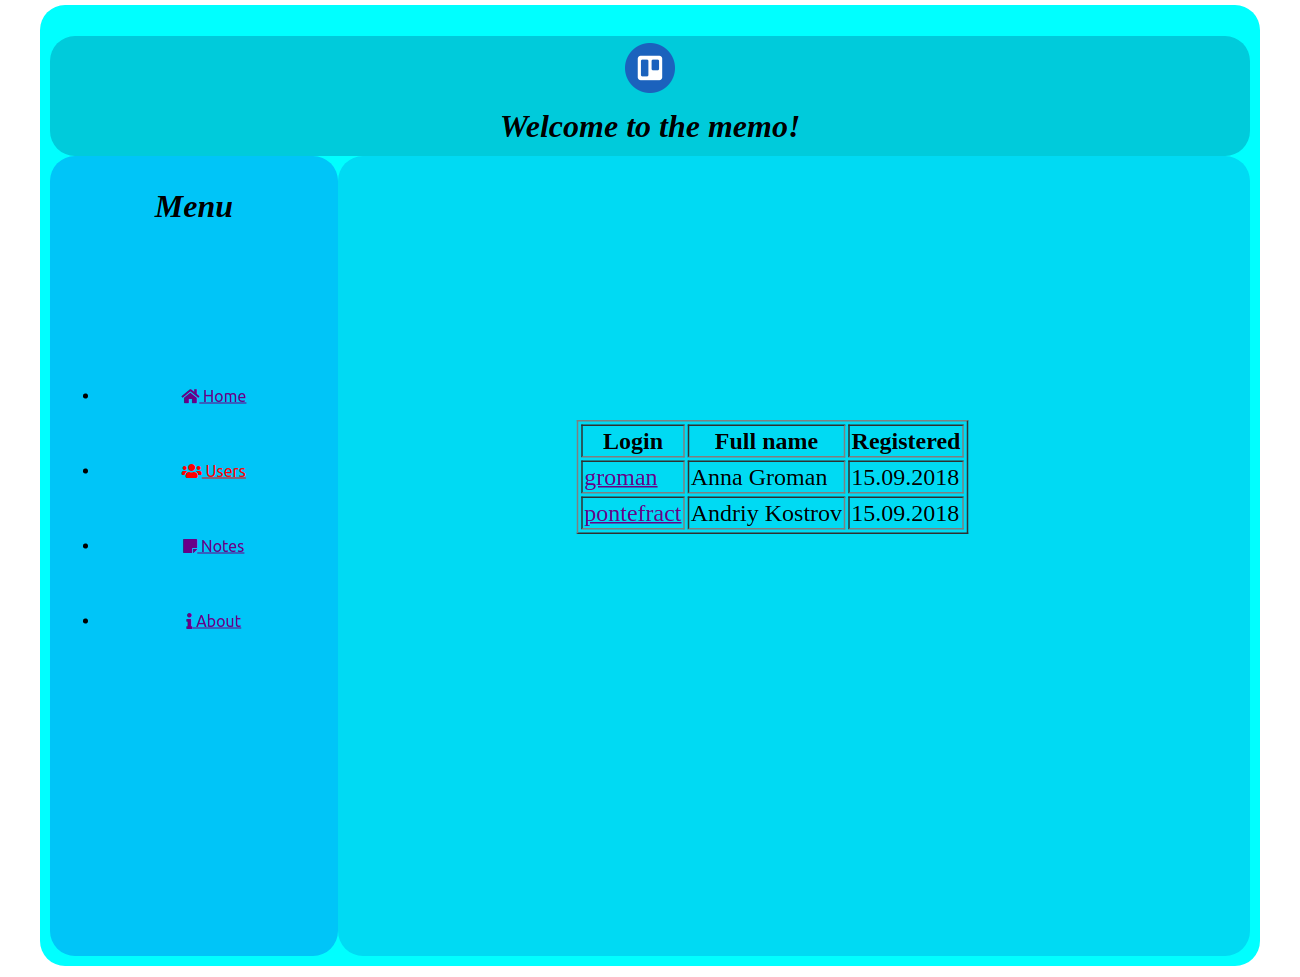 Welcome to the memo!
Menu
Home
Users
Notes
About
Login Full name Registered
groman Anna Groman 15.09.2018
pontefract Andriy Kostrov 15.09.2018